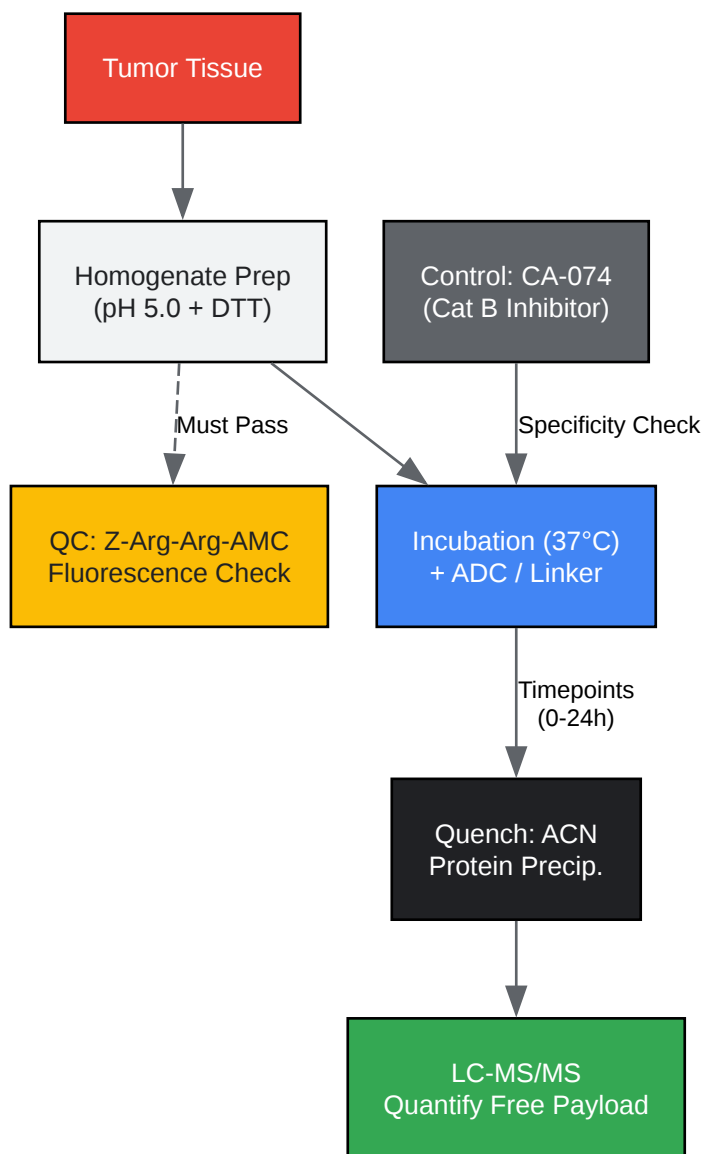 Tumor Tissue
Homogenate Prep
(pH 5.0 + DTT)
Control: CA-074
(Cat B Inhibitor)
Must Pass
Specificity Check
QC: Z-Arg-Arg-AMC
Fluorescence Check
Incubation (37°C)
+ ADC / Linker
Timepoints
(0-24h)
Quench: ACN
Protein Precip.
LC-MS/MS
Quantify Free Payload